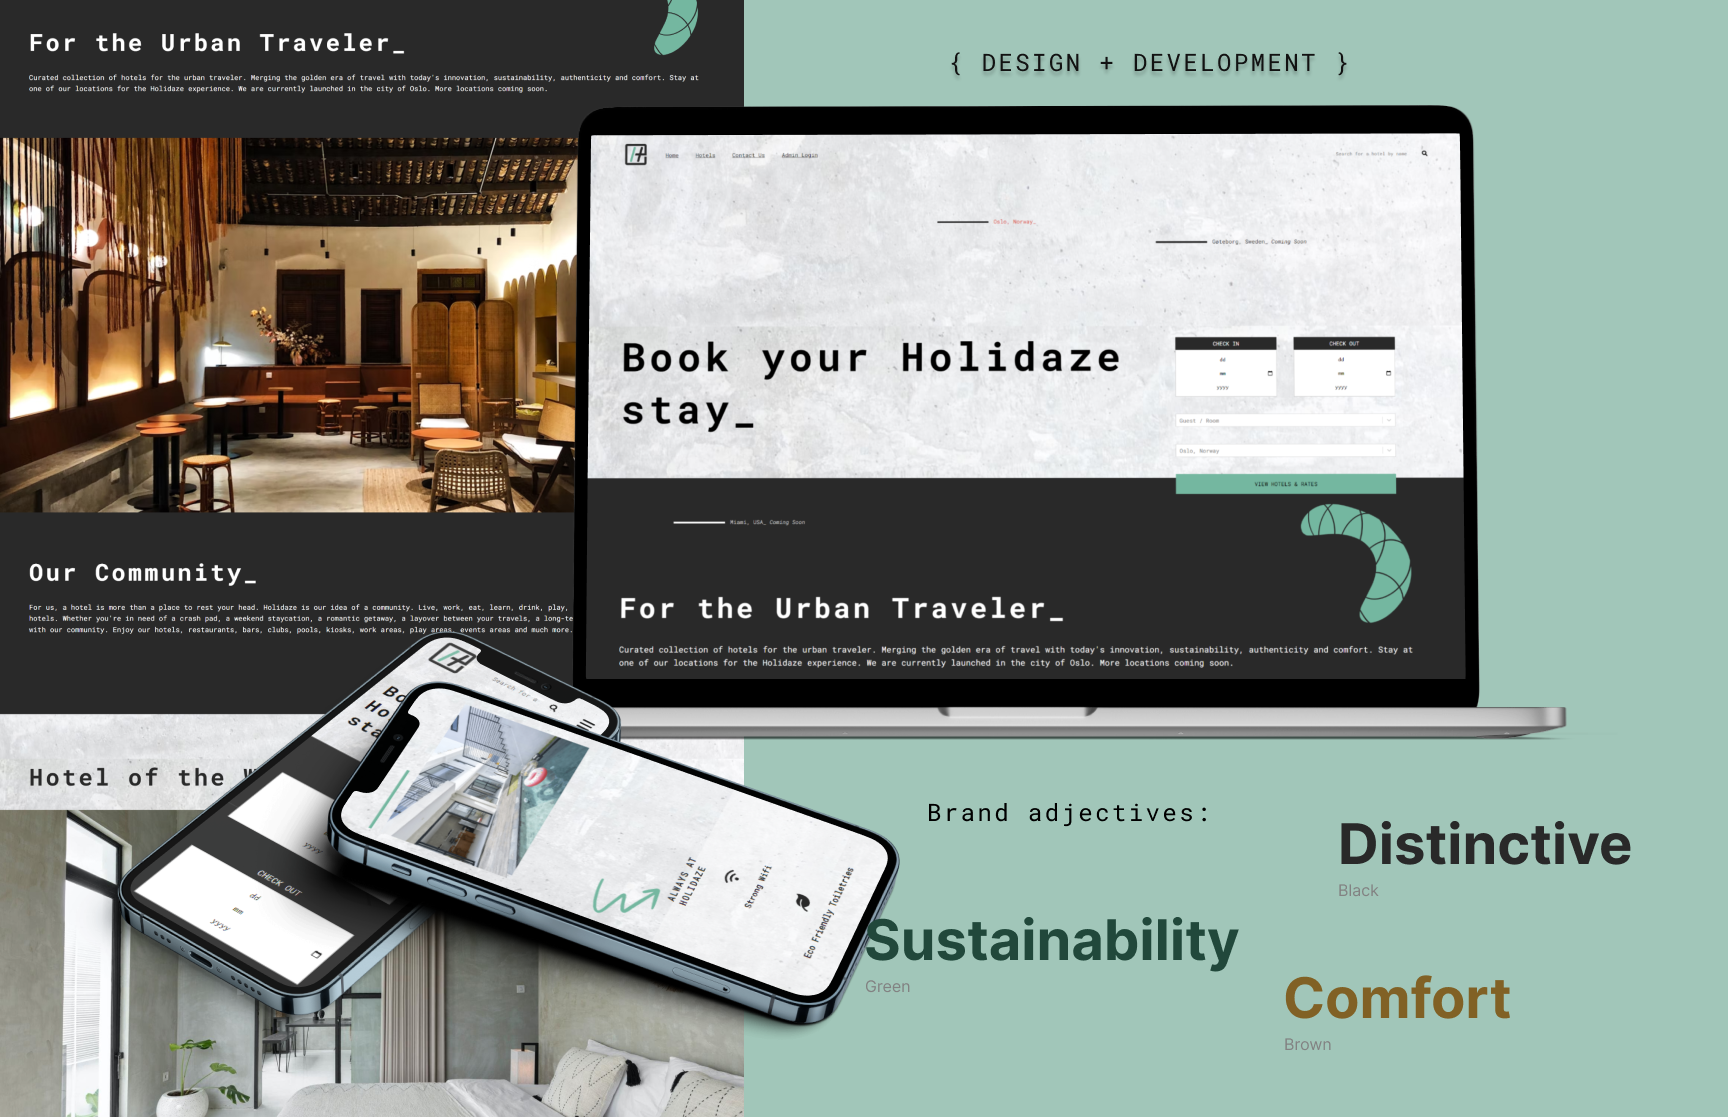 For the Urban Traveler_
Curated collection of hotels for the urban traveler. Merging the golden era of travel with today's innovation, sustainability, authenticity and comfort. Stay at
one of our locations for the Holidaze experience. We are currently launched in the city of Oslo. More locations coming soon.
Our Community_
For us, a hotel is more than a place to rest your head. Holidaze is our idea of a community. Live, work, eat, learn, drink, play,
hotels. Whether you're in need of a crash pad, a weekend staycation, a romantic getaway, a layover between your travels, a long-te
with our community. Enjoy our hotels, restaurants, bars, clubs, pools, kiosks, work areas, play areas, events areas and much more.
Hotel of the W
{ DESIGN + DEVELOPMENT }
Home Hotels Contact Us Admin Login
Search for a hotel by name
Oslo, Norway.
Gøteborg, Sweden, Coming Soon
Book your Holidaze
stay_
CHECK IN CHECK OUT
dd dd
mm mm
yyyy yyyy
Guest / Room
Oslo, Norway
VIEW HOTELS & RATES
Miami, USA_ Coming Soon
For the Urban Traveler_
Curated collection of hotels for the urban traveler. Merging the golden era of travel with today's innovation, sustainability, authenticity and comfort. Stay at
one of our locations for the Holidaze experience. We are currently launched in the city of Oslo. More locations coming soon.
Search for a
Bo
Ho
sta
yyyy
CHECK OUT
dd
mm
yyyy
ALWAYS AT
HOLIDAZE
Strong Wifi
Eco Friendly Toiletries
Brand adjectives:
Distinctive
Black
Sustainability
Green
Comfort
Brown